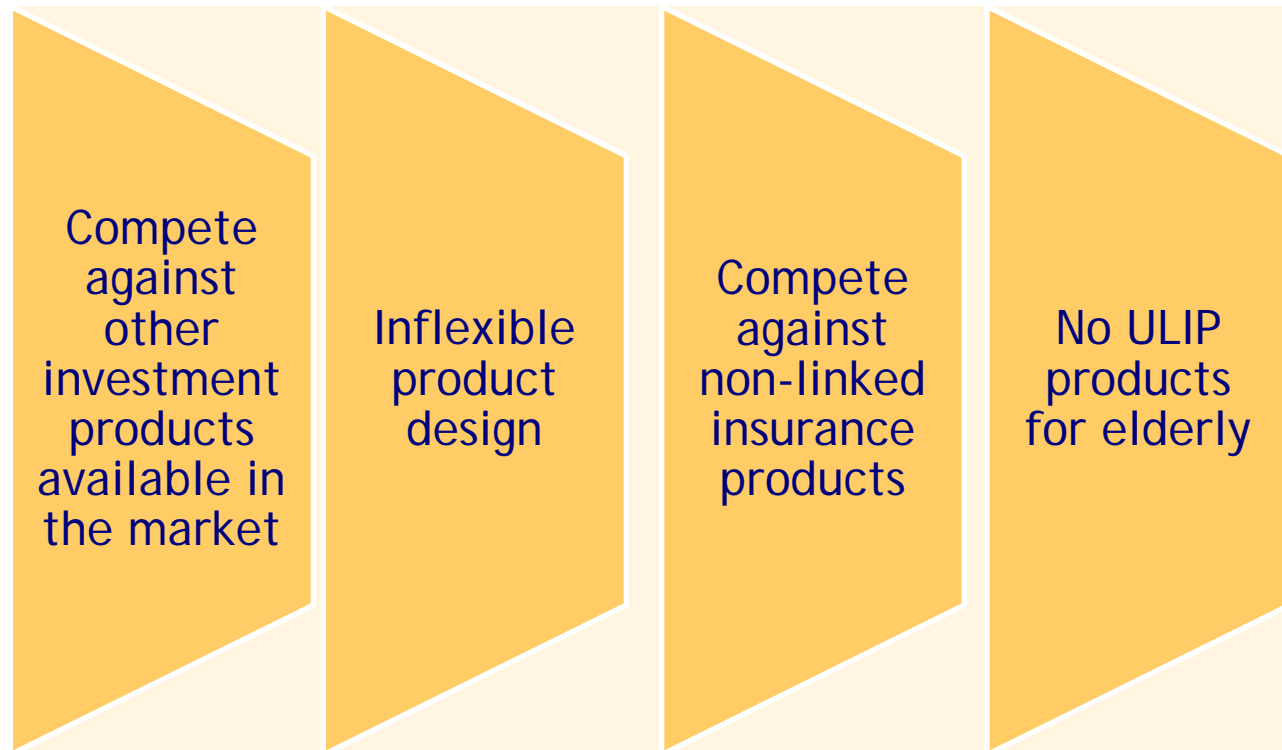 Compete
against
other
investment
products
available in
the market
Inflexible
product
design
Compete
against
non-linked
insurance
products
No ULIP
products
for elderly